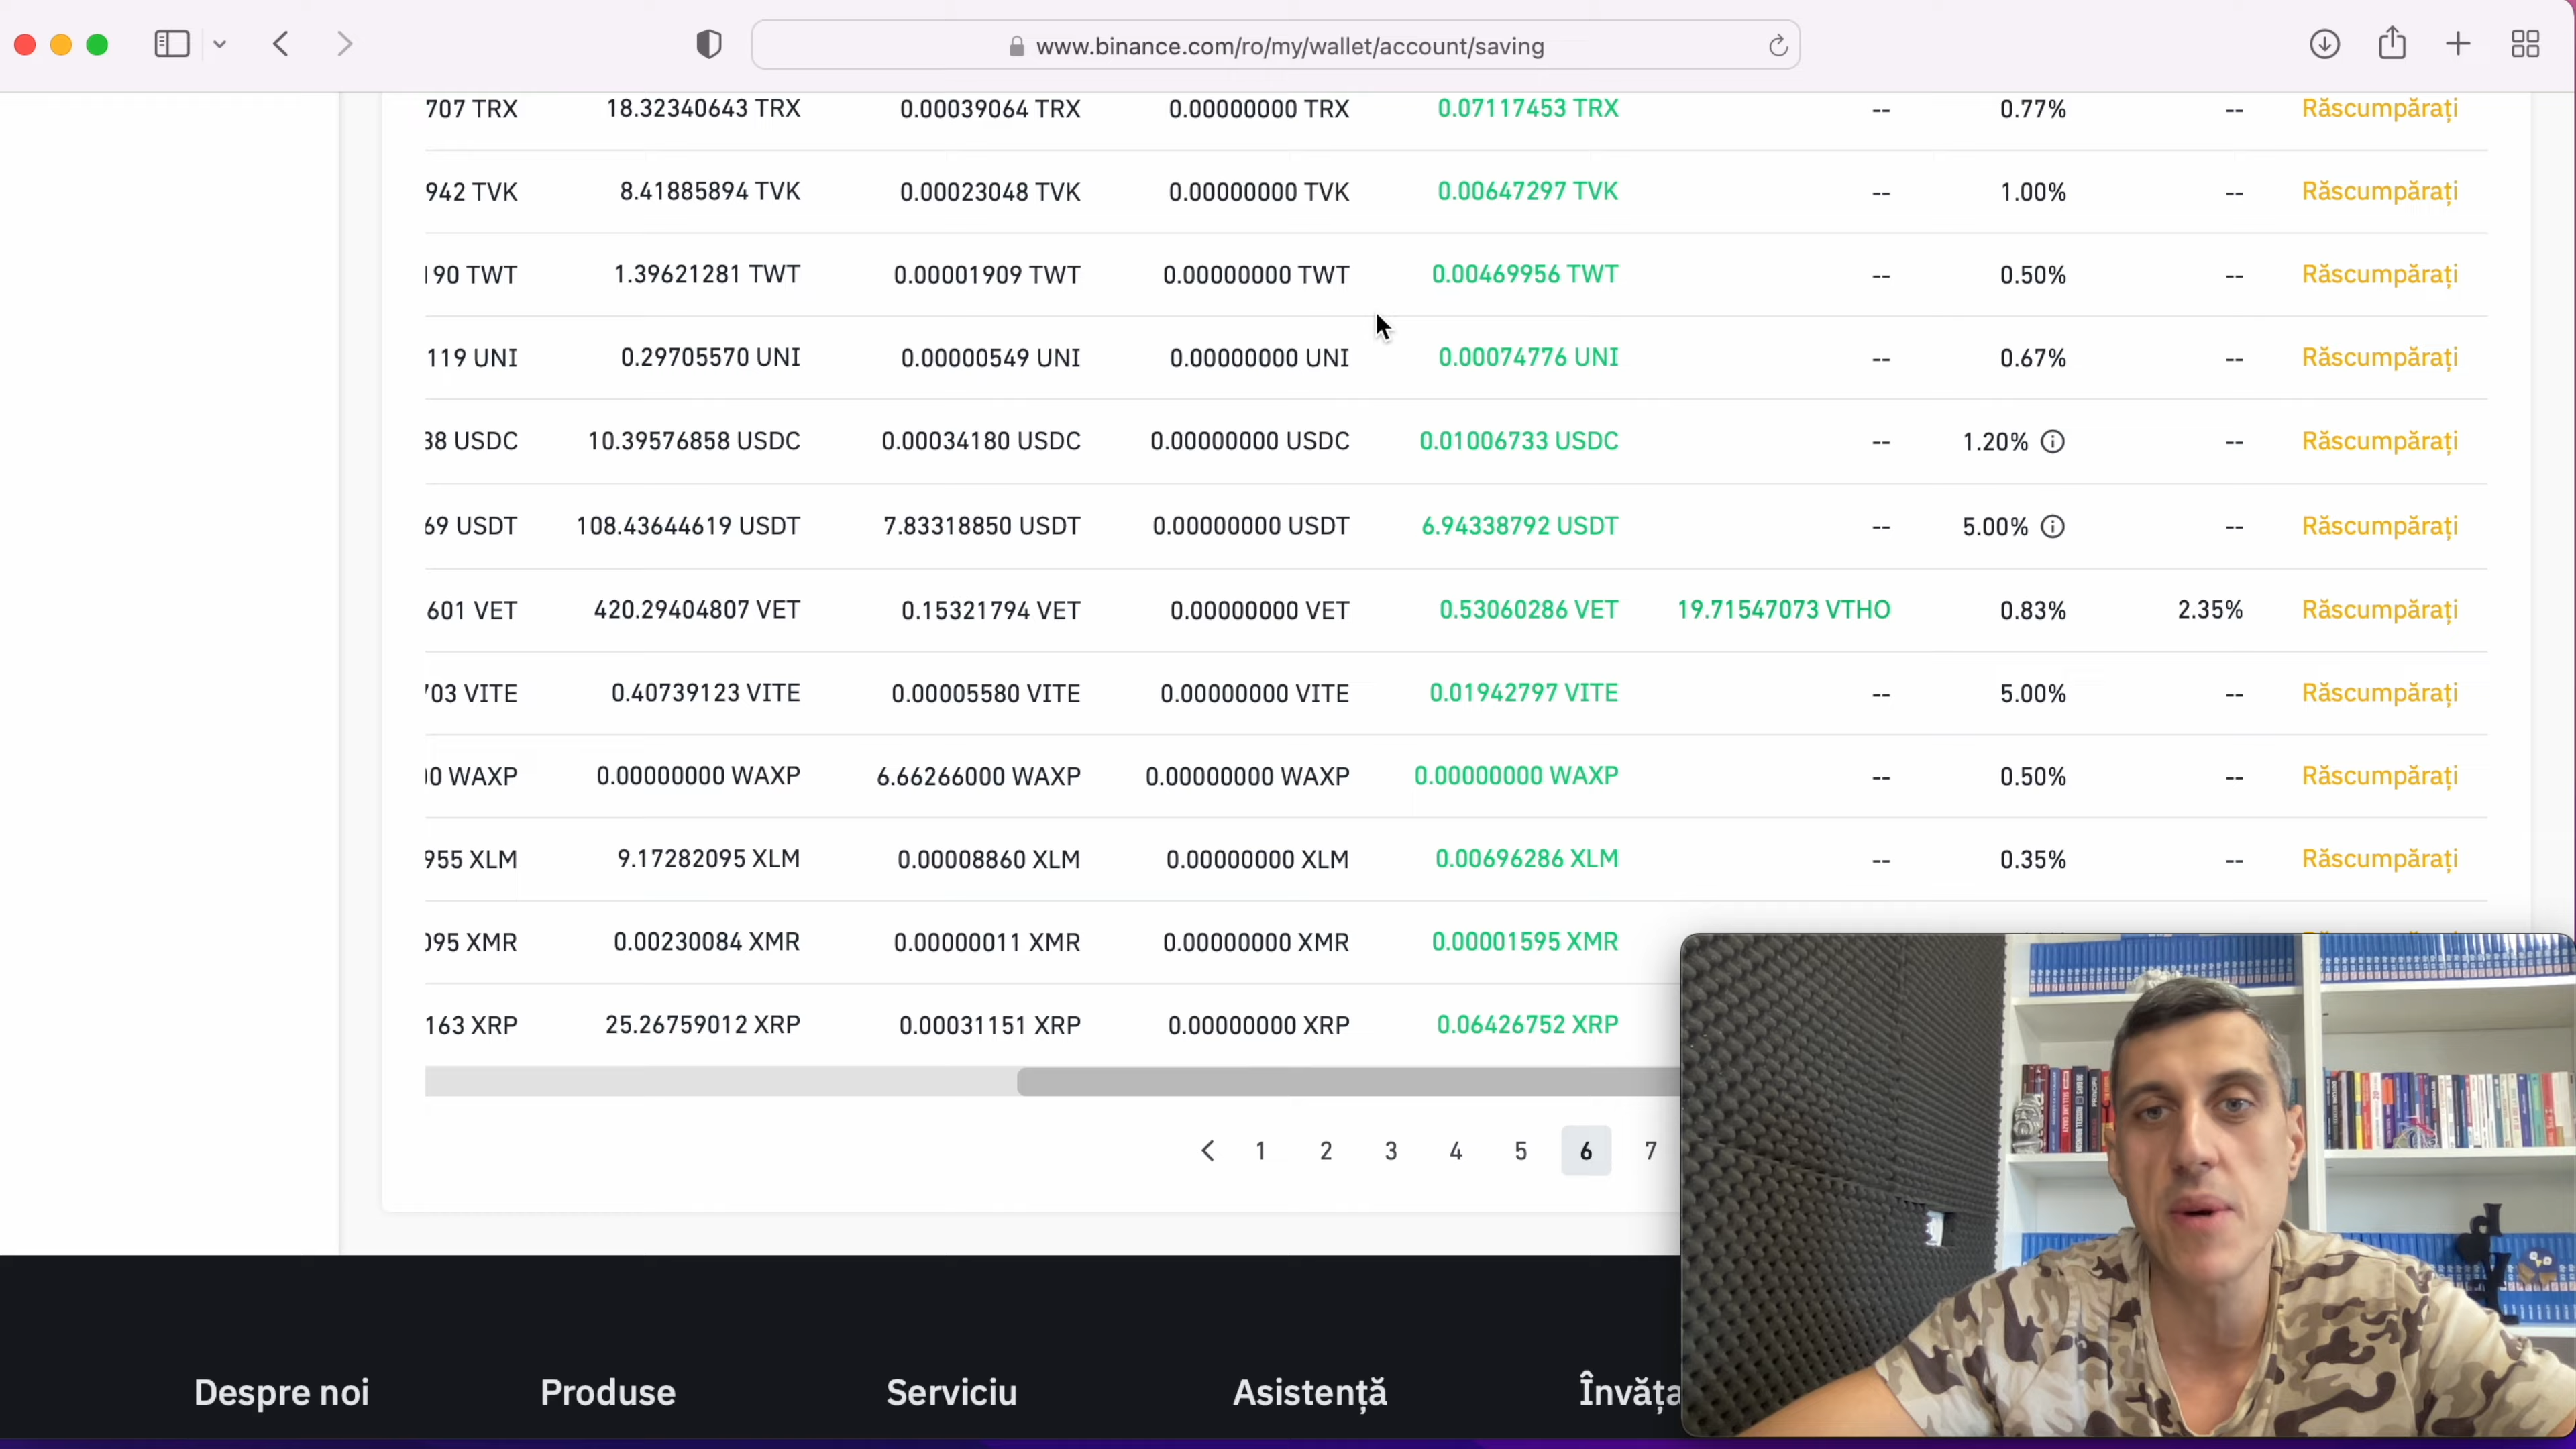 www.binance.com/ro/my/wallet/account/saving
707 TRX 18.32340643 TRX 0.00039064 TRX 0.00000000 TRX 0.07117453 TRX -- 0.77% -- Răscumpărați
942 TVK 8.41885894 TVK 0.00023048 TVK 0.00000000 TVK 0.00647297 TVK -- 1.00% -- Răscumpărați
190 TWT 1.39621281 TWT 0.00001909 TWT 0.00000000 TWT 0.00469956 TWT -- 0.50% -- Răscumpărați
119 UNI 0.29705570 UNI 0.00000549 UNI 0.00000000 UNI 0.00074776 UNI -- 0.67% -- Răscumpărați
38 USDC 10.39576858 USDC 0.00034180 USDC 0.00000000 USDC 0.01006733 USDC -- 1.20% -- Răscumpărați
69 USDT 108.43644619 USDT 7.83318850 USDT 0.00000000 USDT 6.94338792 USDT -- 5.00% -- Răscumpărați
601 VET 420.29404807 VET 0.15321794 VET 0.00000000 VET 0.53060286 VET 19.71547073 VTHO 0.83% 2.35% Răscumpărați
703 VITE 0.40739123 VITE 0.00005580 VITE 0.00000000 VITE 0.01942797 VITE -- 5.00% -- Răscumpărați
00 WAXP 0.00000000 WAXP 6.66266000 WAXP 0.00000000 WAXP 0.00000000 WAXP -- 0.50% -- Răscumpărați
955 XLM 9.17282095 XLM 0.00008860 XLM 0.00000000 XLM 0.00696286 XLM -- 0.35% -- Răscumpărați
095 XMR 0.00230084 XMR 0.00000011 XMR 0.00000000 XMR 0.00001595 XMR
163 XRP 25.26759012 XRP 0.00031151 XRP 0.00000000 XRP 0.06426752 XRP
1 2 3 4 5 6 7
Despre noi Produse Serviciu Asistență Învăța